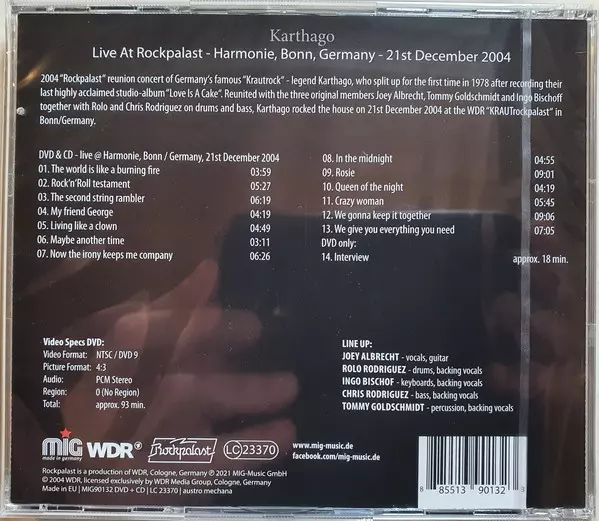 Karthago
Live At Rockpalast - Harmonie, Bonn, Germany - 21st December 2004
2004 "Rockpalast" reunion concert of Germany's famous "Krautrock" - legend Karthago, who split up for the first time in 1978 after recording their
last highly acclaimed studio-album "Love Is A Cake". Reunited with the three original members Joey Albrecht, Tommy Goldschmidt and Ingo Bischoff
together with Rolo and Chris Rodriguez on drums and bass, Karthago rocked the house on 21st December 2004 at the WDR "KRAUTrockpalast" in
Bonn/Germany.
DVD & CD - live @ Harmonie, Bonn / Germany, 21st December 2004
01. The world is like a burning fire 03:59
02. Rock'n'Roll testament 05:27
03. The second string rambler 06:19
04. My friend George 04:19
05. Living like a clown 04:49
06. Maybe another time 03:11
07. Now the irony keeps me company 06:26
08. In the midnight 04:55
09. Rosie 09:01
10. Queen of the night 04:19
11. Crazy woman 05:45
12. We gonna keep it together 09:06
13. We give you everything you need 07:05
DVD only:
14. Interview approx. 18 min.
Video Specs DVD:
Video Format: NTSC / DVD 9
Picture Format: 4:3
Audio: PCM Stereo
Region: 0 (No Region)
Total: approx. 93 min.
LINE UP:
JOEY ALBRECHT - vocals, guitar
ROLO RODRIGUEZ - drums, backing vocals
INGO BISCHOF - keyboards, backing vocals
CHRIS RODRIGUEZ - bass, backing vocals
TOMMY GOLDSCHMIDT - percussion, backing vocals
MIG
made in germany
WDR
Rockpalast
LC 23370
www.mig-music.de
facebook.com/mig-music.de
Rockpalast is a production of WDR, Cologne, Germany ℗ 2021 MIG-Music GmbH
© 2004 WDR, licensed exclusively by WDR Media Group, Cologne, Germany
Made in EU | MIG90132 DVD + CD | LC 23370 | austro mechana
8 85513 90132 3